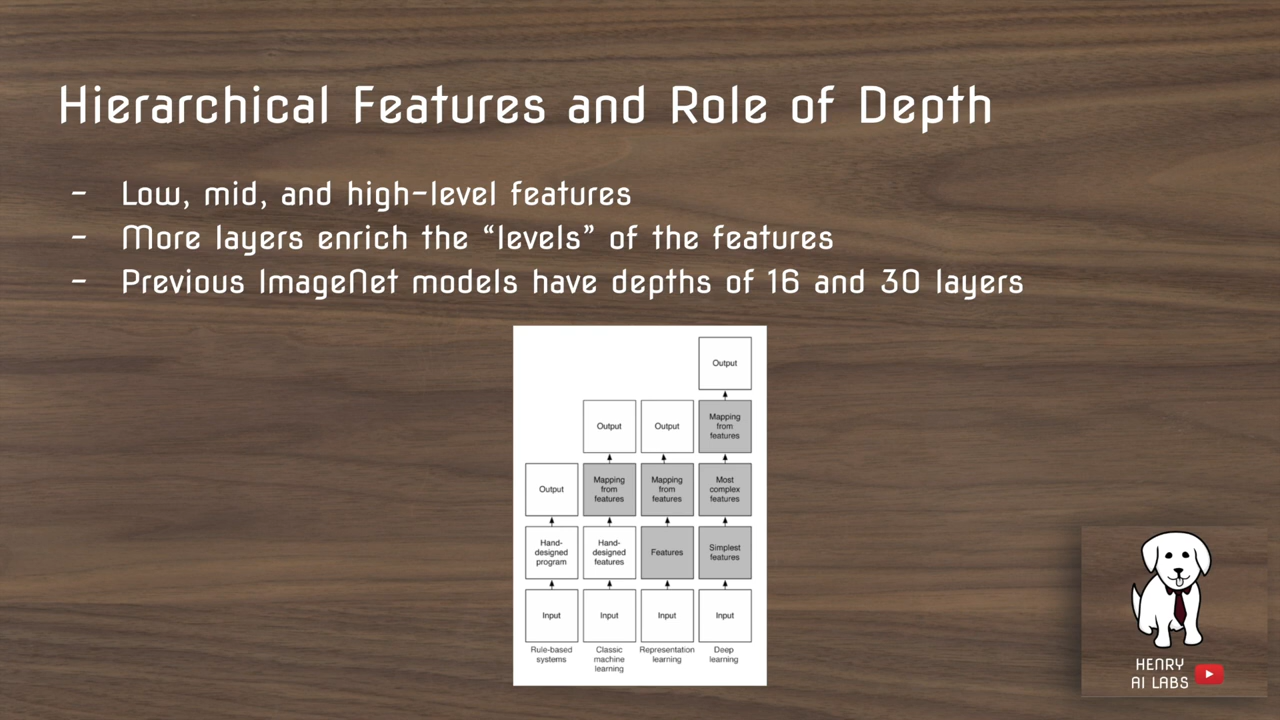 Hierarchical Features and Role of Depth
- Low, mid, and high-level features
- More layers enrich the “levels” of the features
- Previous ImageNet models have depths of 16 and 30 layers
Output
Output
Output
Mapping
from
features
Output
Mapping
from
features
Mapping
from
features
Most
complex
features
Hand-
designed
program
Hand-
designed
features
Features
Simplest
features
Input
Input
Input
Input
Rule-based
systems
Classic
machine
learning
Representation
learning
Deep
learning
HENRY
AI LABS